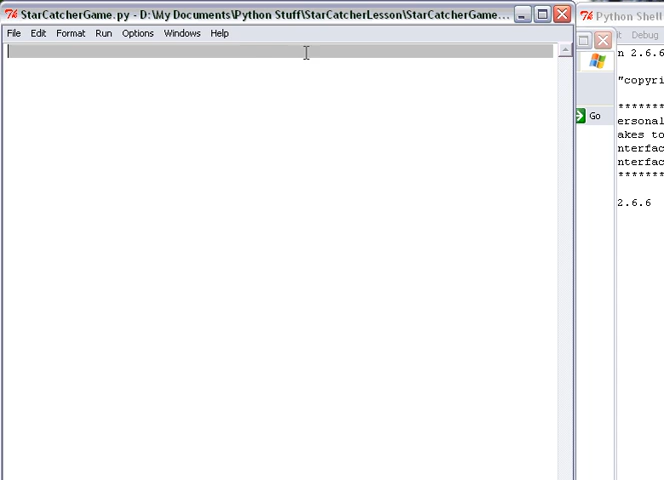 StarCatcherGame.py - D:\My Documents\Python Stuff\StarCatcherLesson\StarCatcherGame...
File Edit Format Run Options Windows Help
Python Shell
it Debug
n 2.6.6
"copyri
Go
*******
ersonal
akes to
nterfac
nterfac
*******
2.6.6